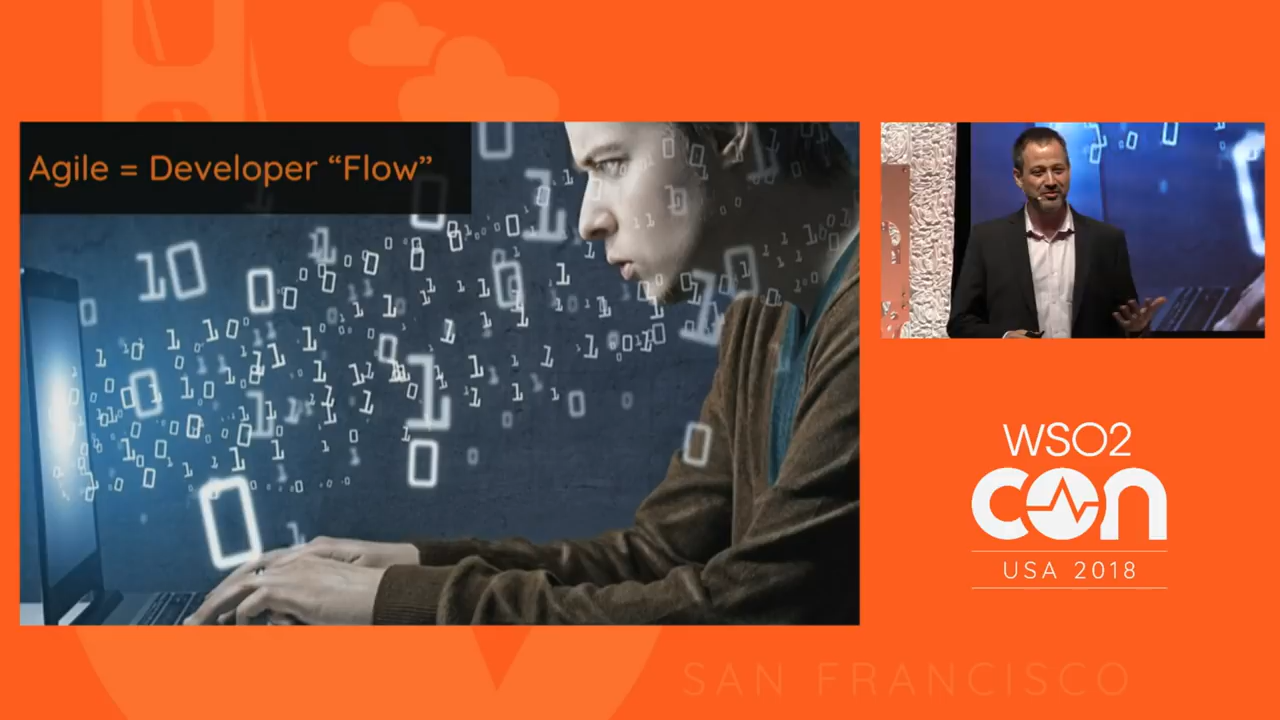 Agile = Developer “Flow”
WSO2
con
USA 2018
SAN FRANCISCO